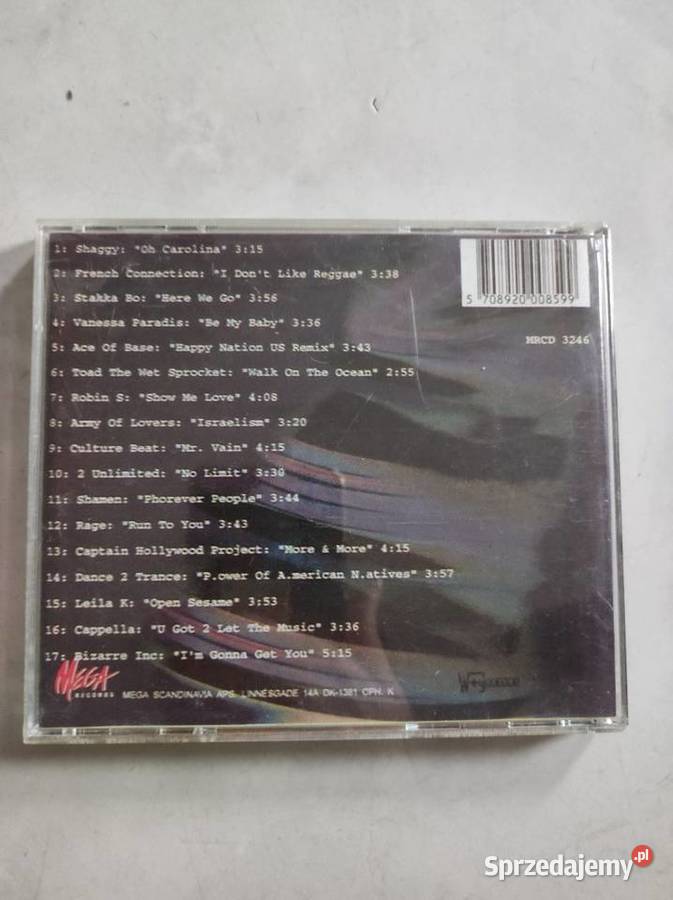 1: Shaggy: "Oh Carolina" 3:15
2: French Connection: "I Don't Like Reggae" 3:38
3: Stakka Bo: "Here We Go" 3:56
4: Vanessa Paradis: "Be My Baby" 3:36
5: Ace Of Base: "Happy Nation US Remix" 3:43
6: Toad The Wet Sprocket: "Walk On The Ocean" 2:55
7: Robin S: "Show Me Love" 4:08
8: Army Of Lovers: "Israelism" 3:20
9: Culture Beat: "Mr. Vain" 4:15
10: 2 Unlimited: "No Limit" 3:30
11: Shamen: "Phorever People" 3:44
12: Rage: "Run To You" 3:43
13: Captain Hollywood Project: "More & More" 4:15
14: Dance 2 Trance: "P.ower Of A.merican N.atives" 3:57
15: Leila K: "Open Sesame" 3:53
16: Cappella: "U Got 2 Let The Music" 3:36
17: Bizarre Inc: "I'm Gonna Get You" 5:15
5 708920 008599
MRCD 3246
MEGA
RECORDS
MEGA SCANDINAVIA APS. LINNÉSGADE 14A DK-1361 CPH. K
Sprzedajemy.pl